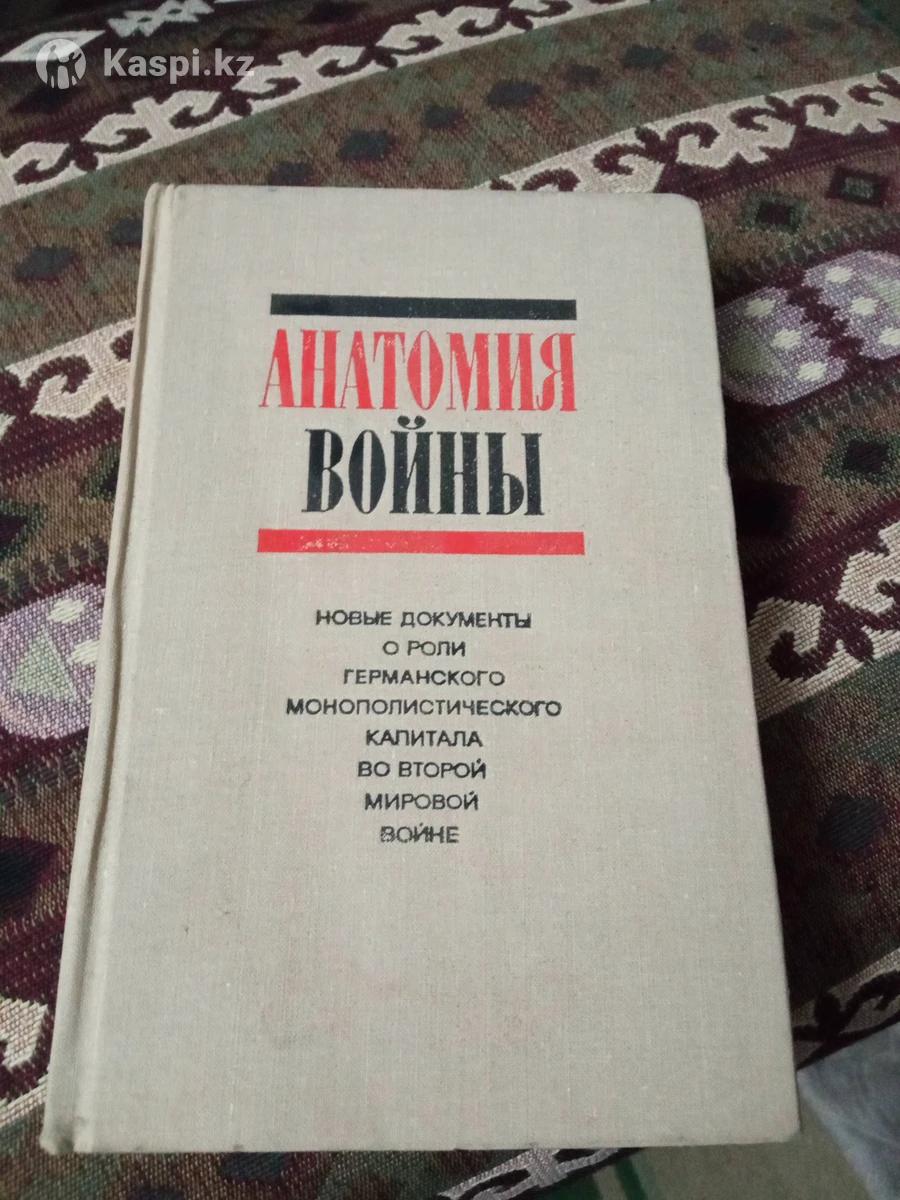 Kaspi.kz
АНАТОМИЯ
ВОЙНЫ
НОВЫЕ ДОКУМЕНТЫ
О РОЛИ
ГЕРМАНСКОГО
МОНОПОЛИСТИЧЕСКОГО
КАПИТАЛА
ВО ВТОРОЙ
МИРОВОЙ
ВОЙНЕ